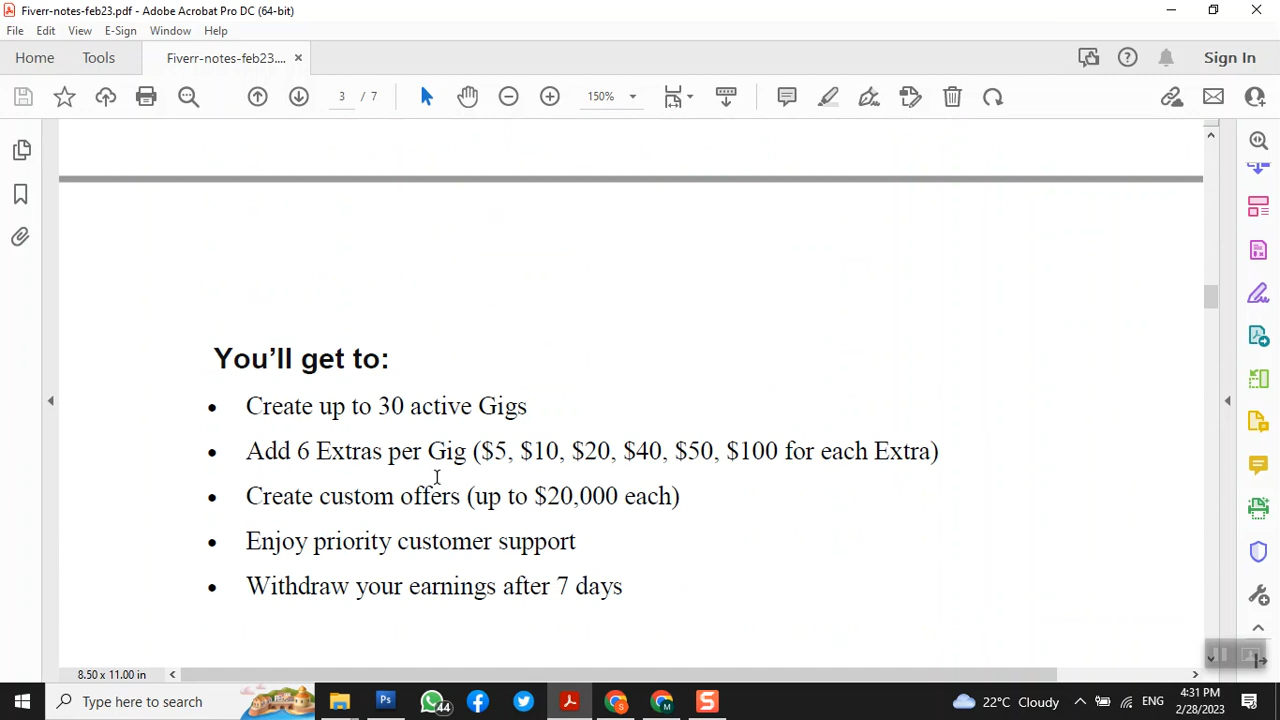 Fiverr-notes-feb23.pdf - Adobe Acrobat Pro DC (64-bit)
File Edit View E-Sign Window Help
Home Tools Fiverr-notes-feb23.... × Sign In
3 / 7 150%
You’ll get to:
• Create up to 30 active Gigs
• Add 6 Extras per Gig ($5, $10, $20, $40, $50, $100 for each Extra)
• Create custom offers (up to $20,000 each)
• Enjoy priority customer support
• Withdraw your earnings after 7 days
8.50 x 11.00 in
Type here to search Ps 44 S M S 22°C Cloudy ENG 4:31 PM
2/28/2023